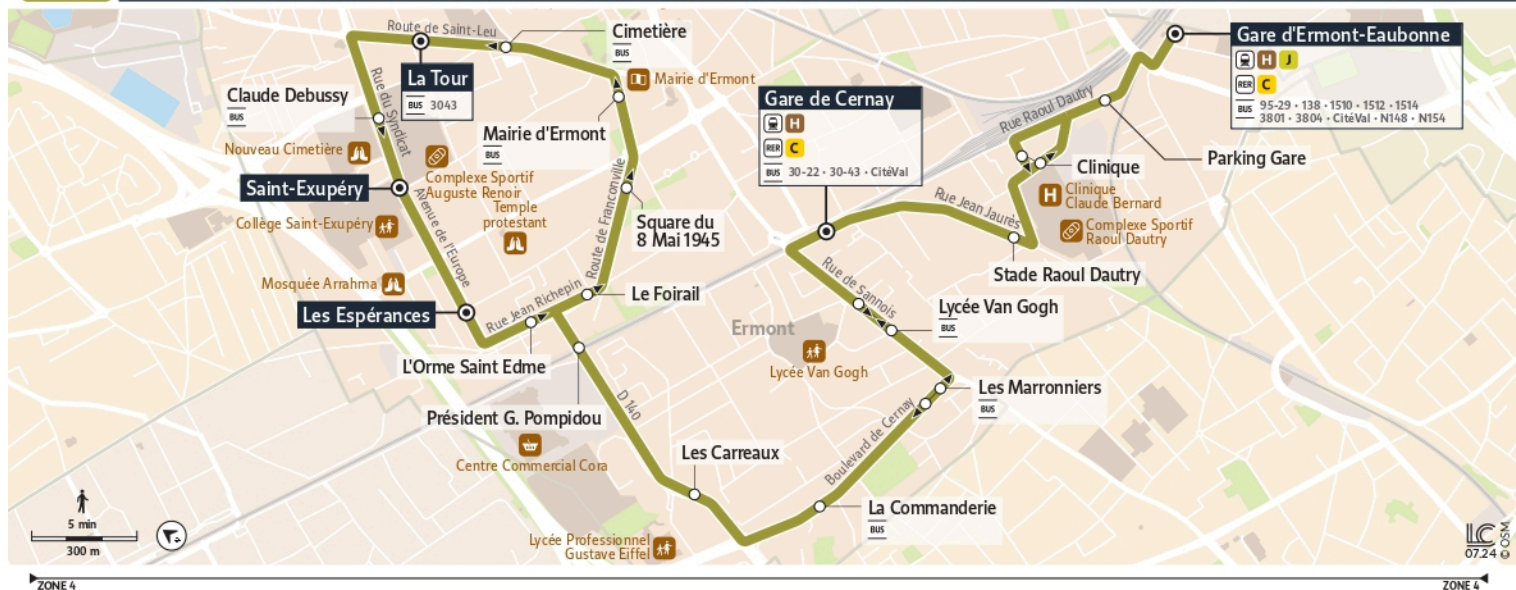 Route de Saint-Leu
Cimetière
BUS
Gare d'Ermont-Eaubonne
H J
RER C
BUS 95-29 • 138 • 1510 • 1512 • 1514
3801 • 3804 • CitéVal • N148 • N154
La Tour
BUS 3043
Mairie d'Ermont
Claude Debussy
BUS
Rue du Syndicat
Mairie d'Ermont
BUS
Gare de Cernay
H
RER C
BUS 30-22 • 30-43 • CitéVal
Rue Raoul Dautry
Parking Gare
Nouveau Cimetière
Clinique
Complexe Sportif
Auguste Renoir
Saint-Exupéry
H
Clinique
Claude Bernard
Temple
protestant
Avenue de l'Europe
Route de Franconville
Rue Jean Jaurès
Collège Saint-Exupéry
Square du
8 Mai 1945
Complexe Sportif
Raoul Dautry
Stade Raoul Dautry
Mosquée Arrahma
Le Foirail
Rue de Sannois
Les Espérances
Rue Jean Richepin
Lycée Van Gogh
BUS
Ermont
L'Orme Saint Edme
Lycée Van Gogh
Les Marronniers
BUS
Président G. Pompidou
D 140
Boulevard de Cernay
Centre Commercial Cora
Les Carreaux
La Commanderie
BUS
5 min
300 m
Lycée Professionnel
Gustave Eiffel
LC
07.24 © OSM
ZONE 4
ZONE 4